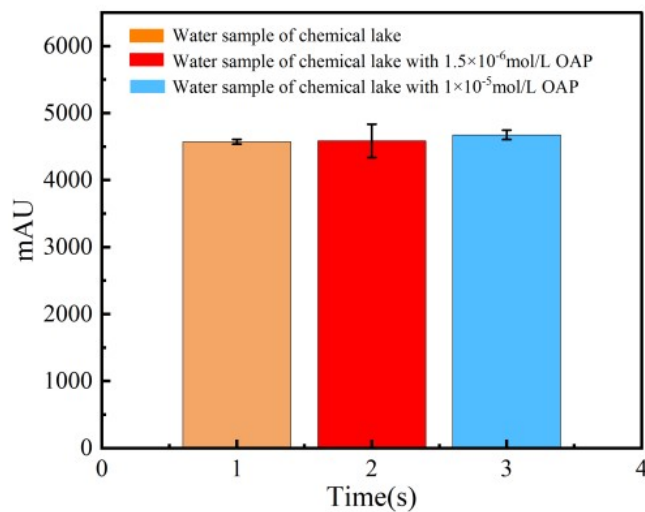 Water sample of chemical lake
Water sample of chemical lake with 1.5×10⁻⁶mol/L OAP
Water sample of chemical lake with 1×10⁻⁵mol/L OAP
6000
5000
4000
3000
2000
1000
0
mAU
0 1 2 3 4
Time(s)